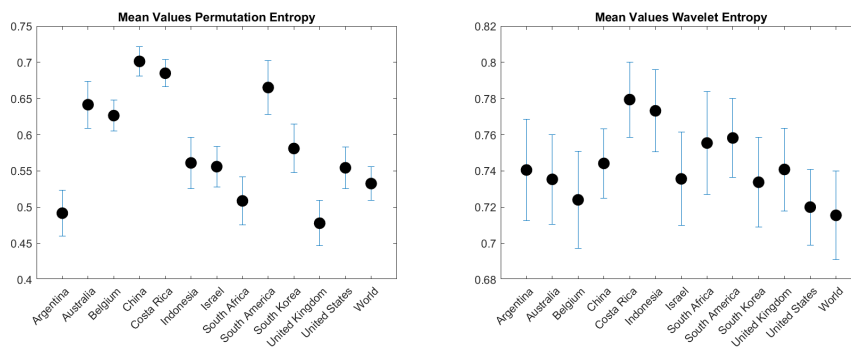 Mean Values Permutation Entropy
0.75
0.7
0.65
0.6
0.55
0.5
0.45
0.4
Argentina
Australia
Belgium
China
Costa Rica
Indonesia
Israel
South Africa
South America
South Korea
United Kingdom
United States
World
Mean Values Wavelet Entropy
0.82
0.8
0.78
0.76
0.74
0.72
0.7
0.68
Argentina
Australia
Belgium
China
Costa Rica
Indonesia
Israel
South Africa
South America
South Korea
United Kingdom
United States
World